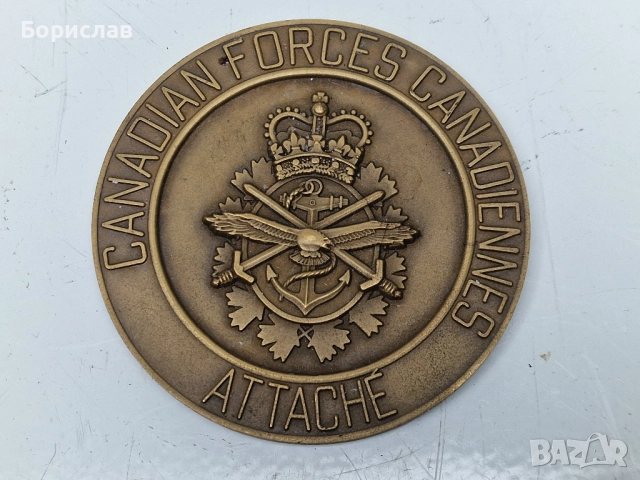 Борислав
CANADIAN FORCES CANADIENNES
ATTACHÉ
BAZAR